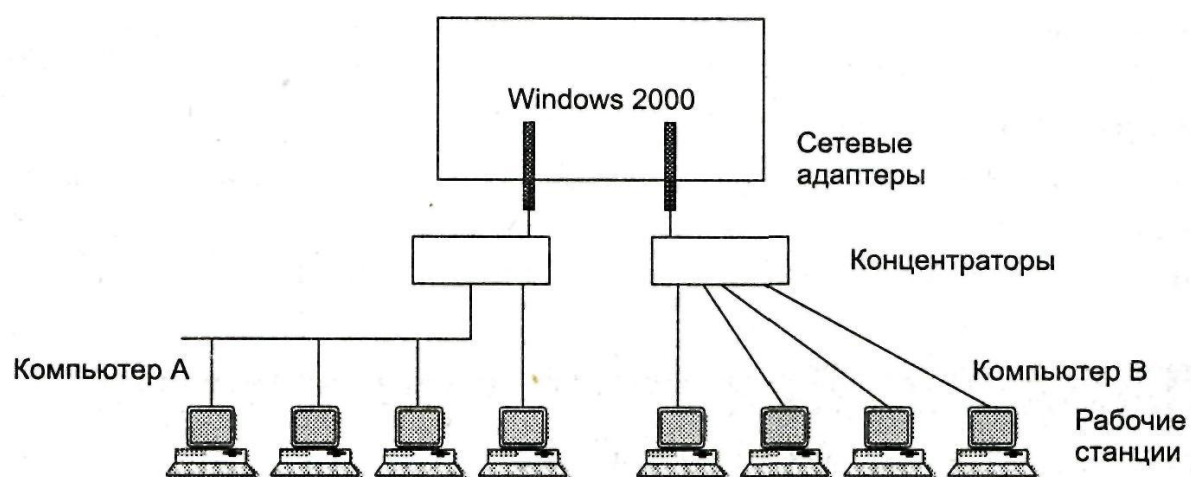 Windows 2000
Сетевые
адаптеры
Концентраторы
Компьютер А
Компьютер В
Рабочие
станции